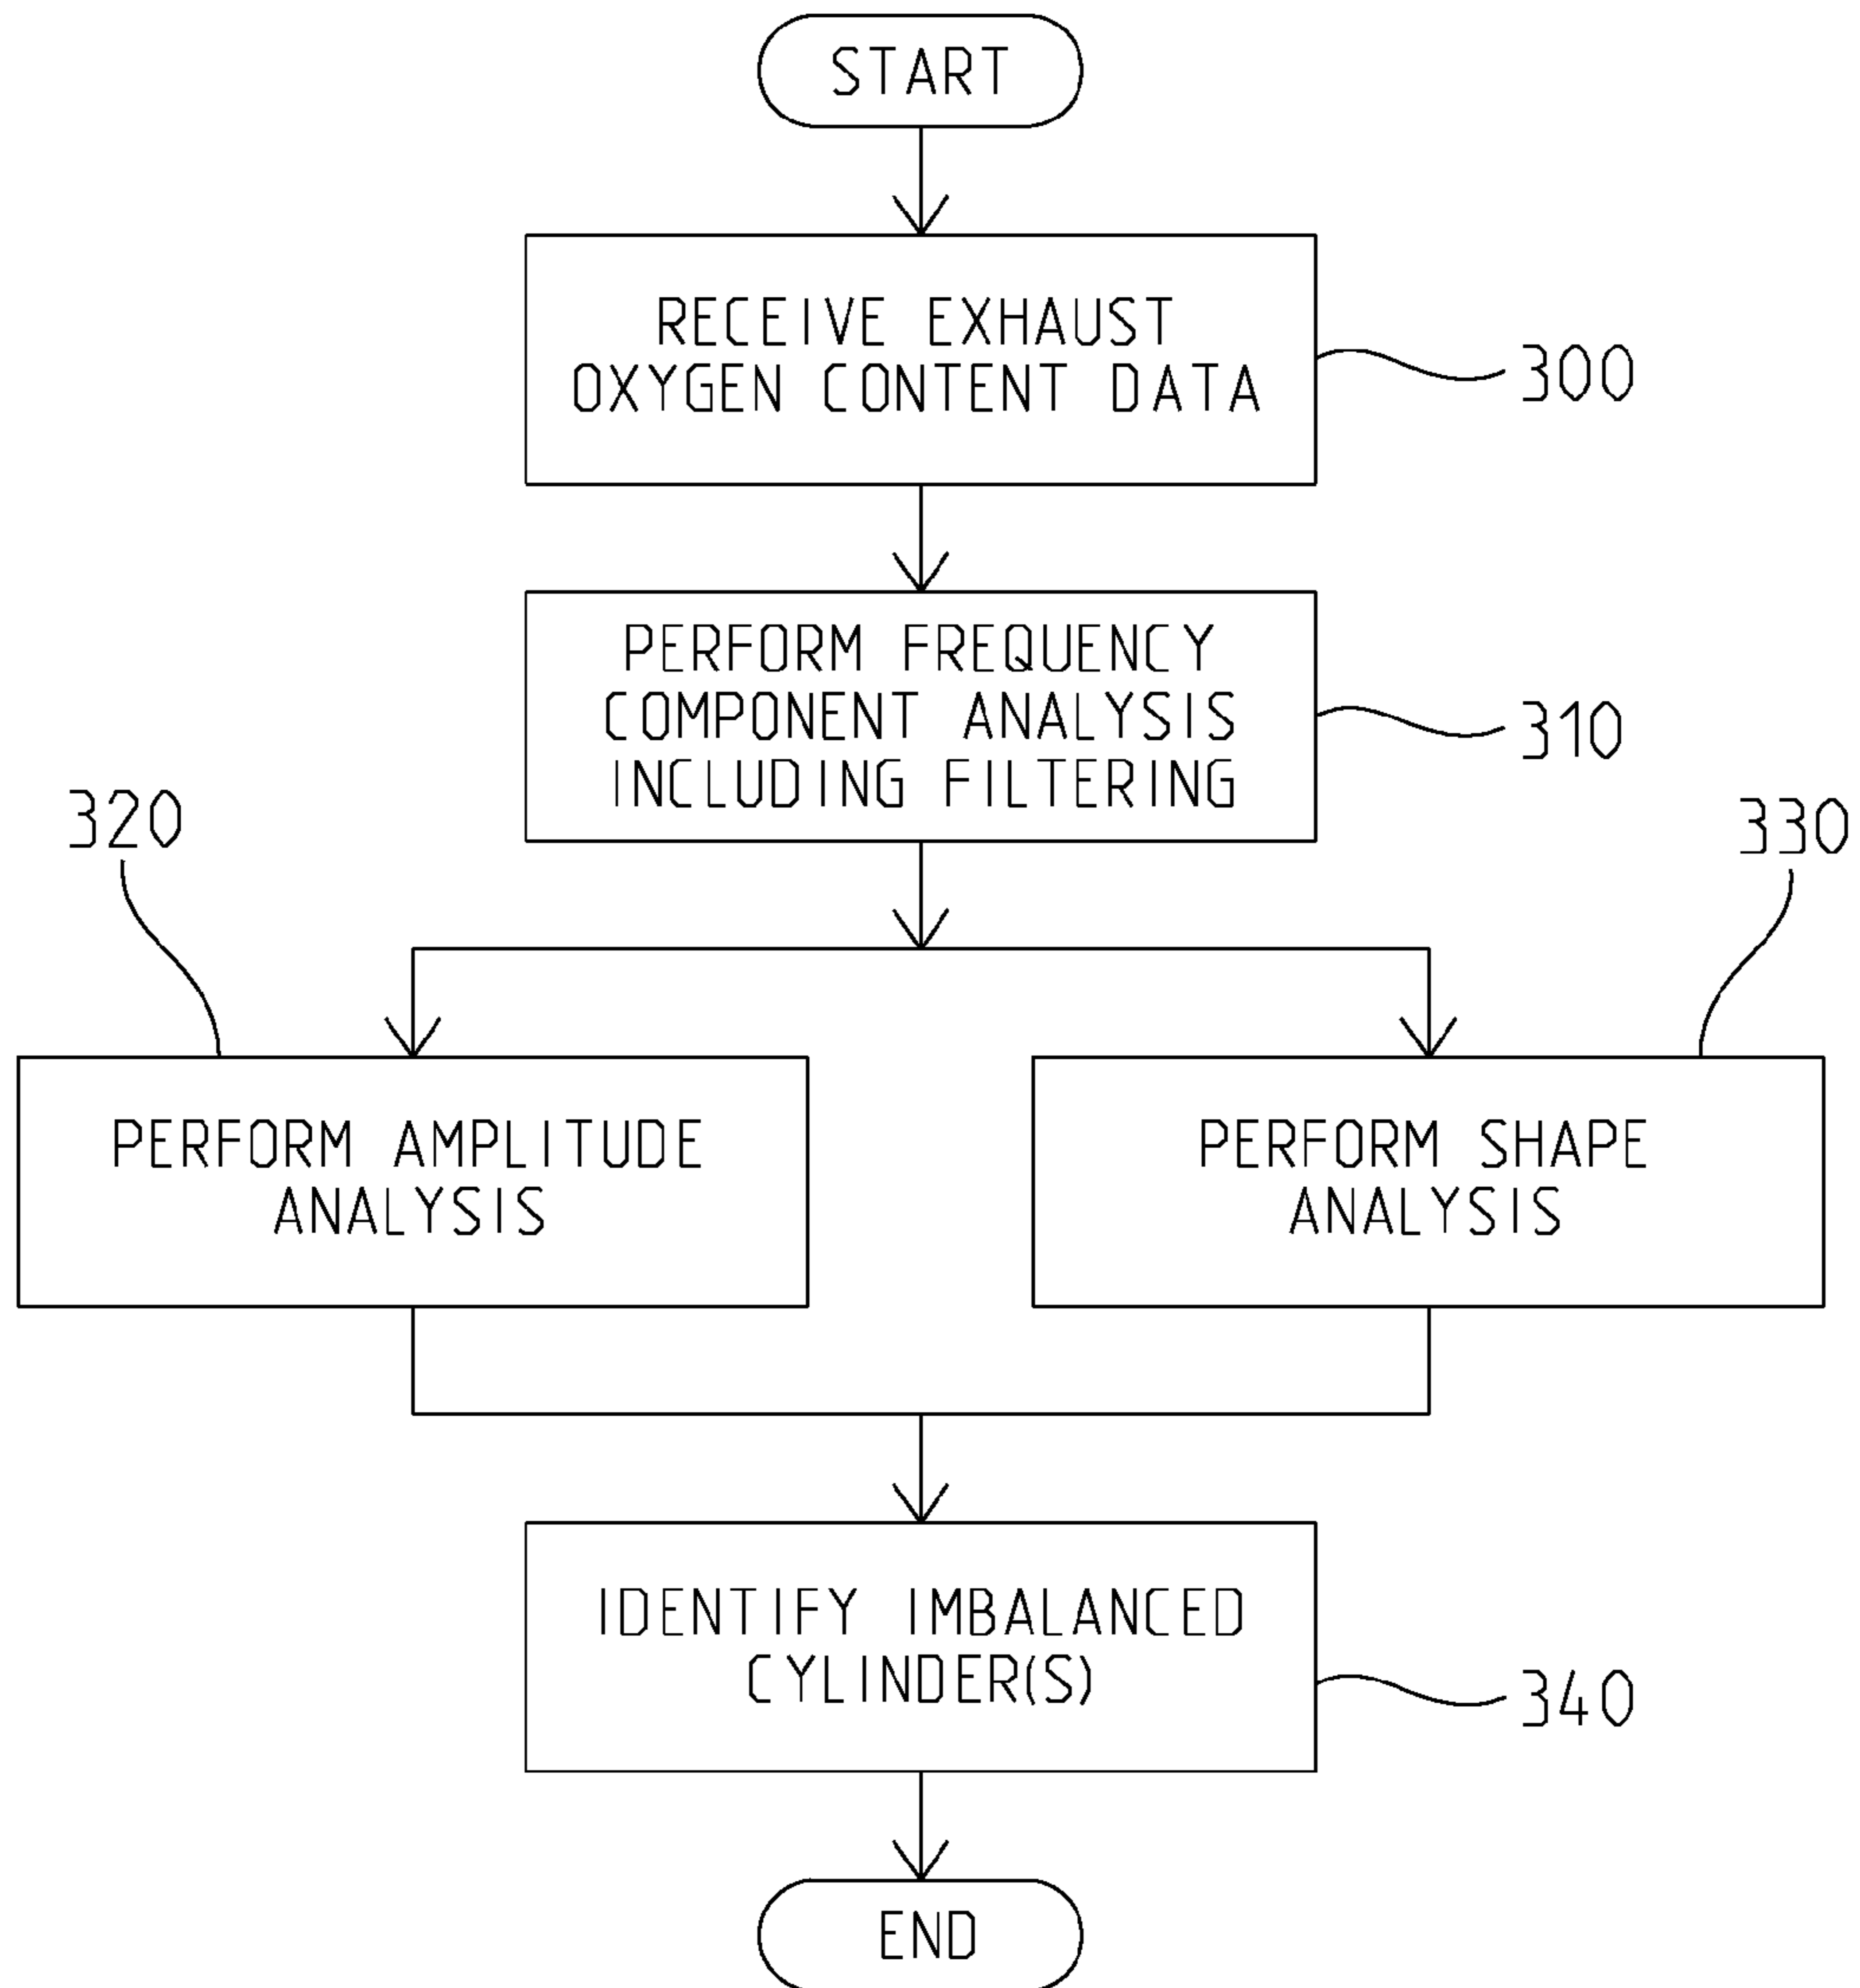 START
RECEIVE EXHAUST
OXYGEN CONTENT DATA
300
PERFORM FREQUENCY
COMPONENT ANALYSIS
INCLUDING FILTERING
310
320
330
PERFORM AMPLITUDE
ANALYSIS
PERFORM SHAPE
ANALYSIS
IDENTIFY IMBALANCED
CYLINDER(S)
340
END